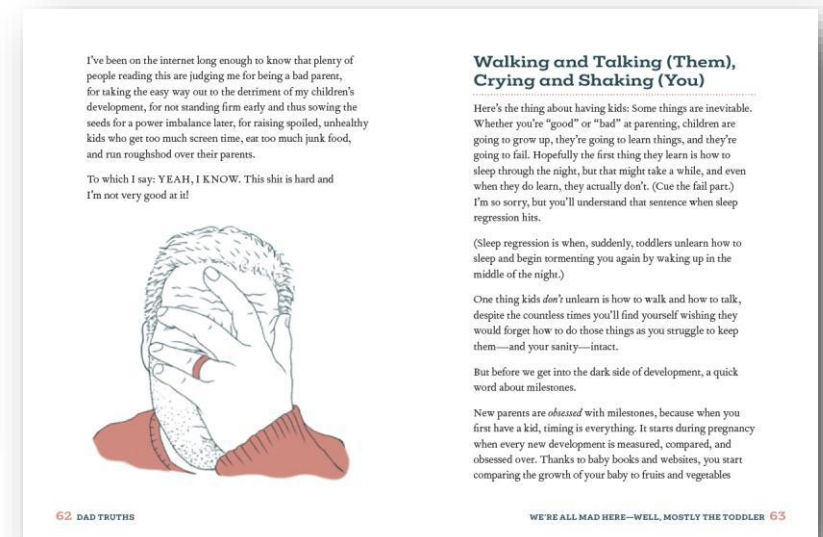 I've been on the internet long enough to know that plenty of
people reading this are judging me for being a bad parent,
for taking the easy way out to the detriment of my children's
development, for not standing firm early and thus sowing the
seeds for a power imbalance later, for raising spoiled, unhealthy
kids who get too much screen time, eat too much junk food,
and run roughshod over their parents.
To which I say: YEAH, I KNOW. This shit is hard and
I'm not very good at it!
62 DAD TRUTHS
Walking and Talking (Them),
Crying and Shaking (You)
Here's the thing about having kids: Some things are inevitable.
Whether you're “good” or “bad” at parenting, children are
going to grow up, they're going to learn things, and they're
going to fail. Hopefully the first thing they learn is how to
sleep through the night, but that might take a while, and even
when they do learn, they actually don't. (Cue the fail part.)
I'm so sorry, but you'll understand that sentence when sleep
regression hits.
(Sleep regression is when, suddenly, toddlers unlearn how to
sleep and begin tormenting you again by waking up in the
middle of the night.)
One thing kids don't unlearn is how to walk and how to talk,
despite the countless times you'll find yourself wishing they
would forget how to do those things as you struggle to keep
them—and your sanity—intact.
But before we get into the dark side of development, a quick
word about milestones.
New parents are obsessed with milestones, because when you
first have a kid, timing is everything. It starts during pregnancy
when every new development is measured, compared, and
obsessed over. Thanks to baby books and websites, you start
comparing the growth of your baby to fruits and vegetables
WE'RE ALL MAD HERE—WELL, MOSTLY THE TODDLER 63